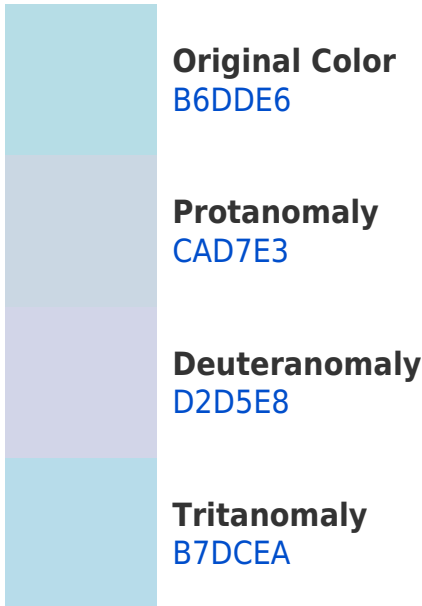 Original Color
B6DDE6
Protanomaly
CAD7E3
Deuteranomaly
D2D5E8
Tritanomaly
B7DCEA